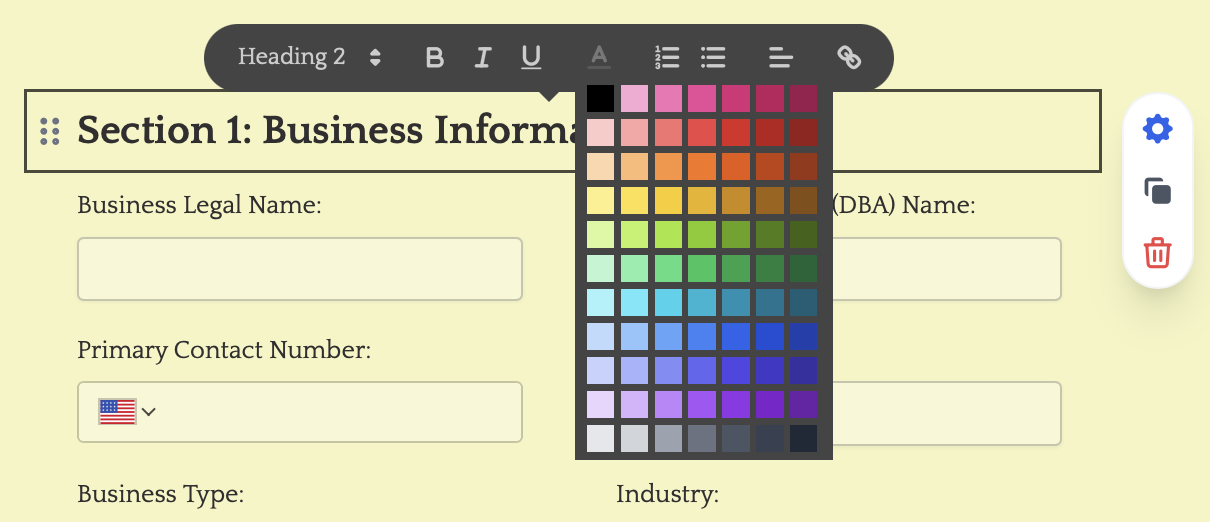 Heading 2 B I U A
Section 1: Business Informa
Business Legal Name:
(DBA) Name:
Primary Contact Number:
Business Type:
Industry: